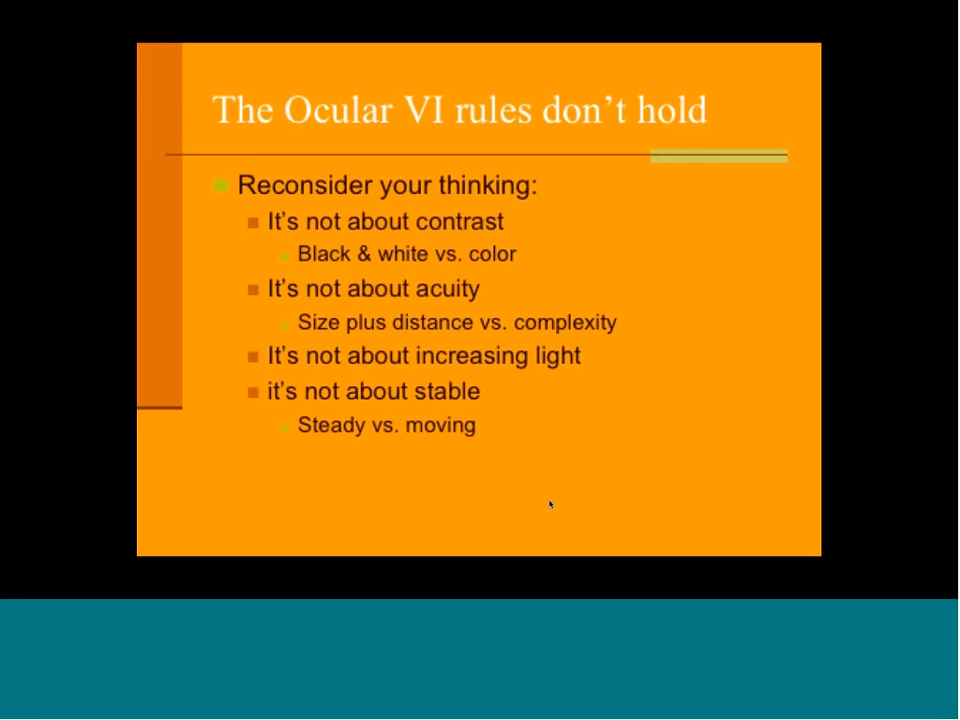 The Ocular VI rules don't hold
Reconsider your thinking:
It's not about contrast
Black & white vs. color
It's not about acuity
Size plus distance vs. complexity
It's not about increasing light
it's not about stable
Steady vs. moving